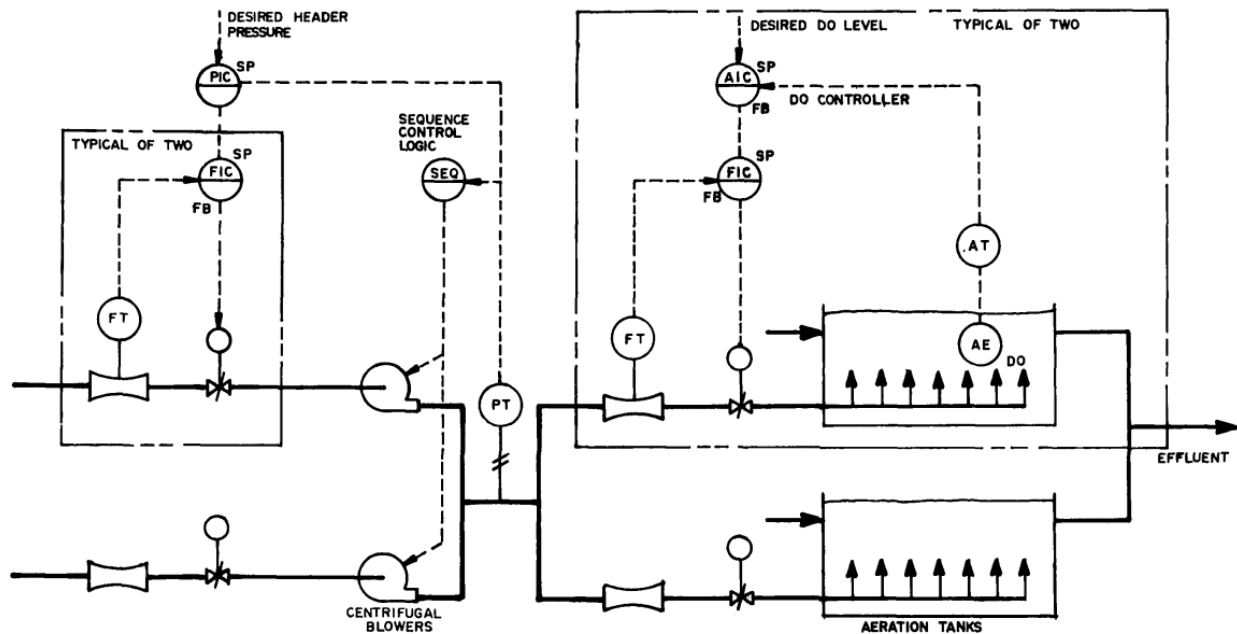 DESIRED HEADER
PRESSURE
DESIRED DO LEVEL
TYPICAL OF TWO
PIC
SP
AIC
SP
FB
DO CONTROLLER
TYPICAL OF TWO
SEQUENCE
CONTROL
LOGIC
FIC
SP
FB
SEQ
FIC
SP
FB
AT
FT
FT
AE
DO
PT
EFFLUENT
CENTRIFUGAL
BLOWERS
AERATION TANKS